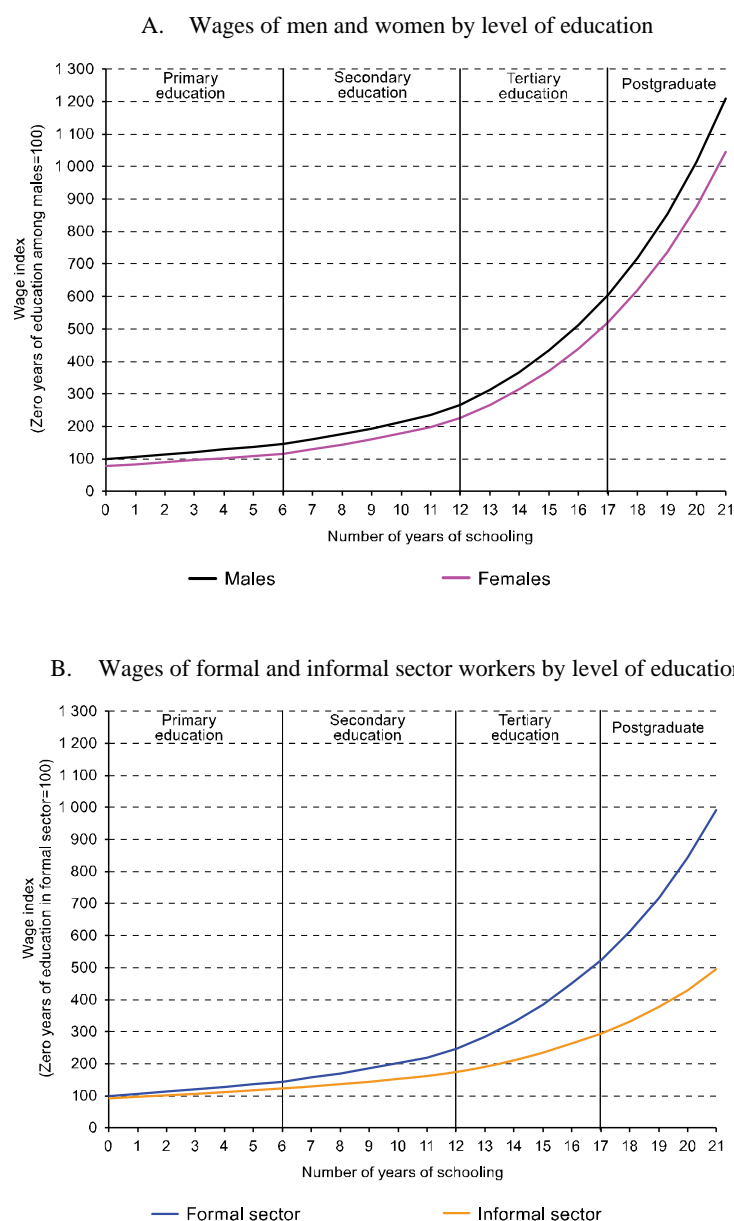 A. Wages of men and women by level of education
1 300
1 200
1 100
1 000
900
800
700
600
500
400
300
200
100
0
Wage index
(Zero years of education among males=100)
Primary
education
Secondary
education
Tertiary
education
Postgraduate
0 1 2 3 4 5 6 7 8 9 10 11 12 13 14 15 16 17 18 19 20 21
Number of years of schooling
Males Females
B. Wages of formal and informal sector workers by level of education
1 300
1 200
1 100
1 000
900
800
700
600
500
400
300
200
100
0
Wage index
(Zero years of education in formal sector=100)
Primary
education
Secondary
education
Tertiary
education
Postgraduate
0 1 2 3 4 5 6 7 8 9 10 11 12 13 14 15 16 17 18 19 20 21
Number of years of schooling
Formal sector Informal sector